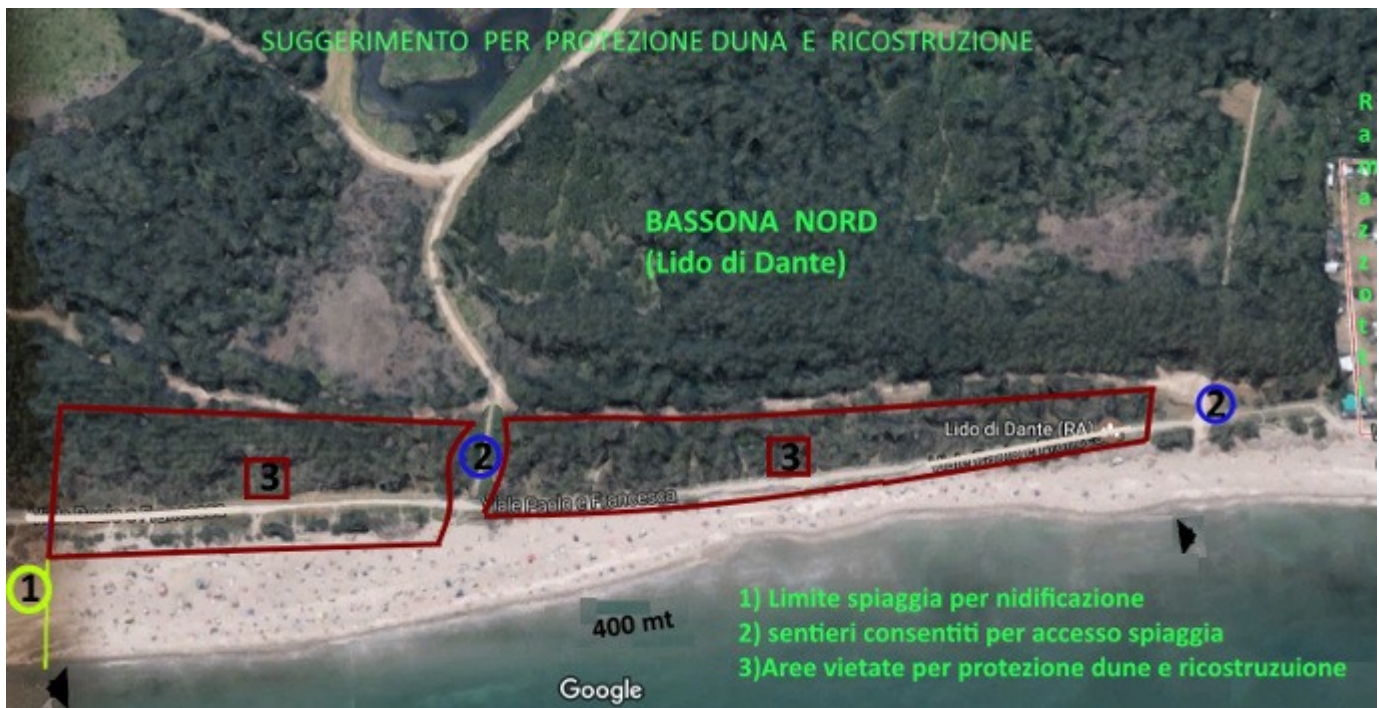 SUGGERIMENTO PER PROTEZIONE DUNA E RICOSTRUZIONE
Ramazzotti
BASSONA NORD
(Lido di Dante)
2
Lido di Dante (RA)
2
3
3
Viale Paolo e Francesca
1
400 mt
1) Limite spiaggia per nidificazione
2) sentieri consentiti per accesso spiaggia
3)Aree vietate per protezione dune e ricostruzuione
Google